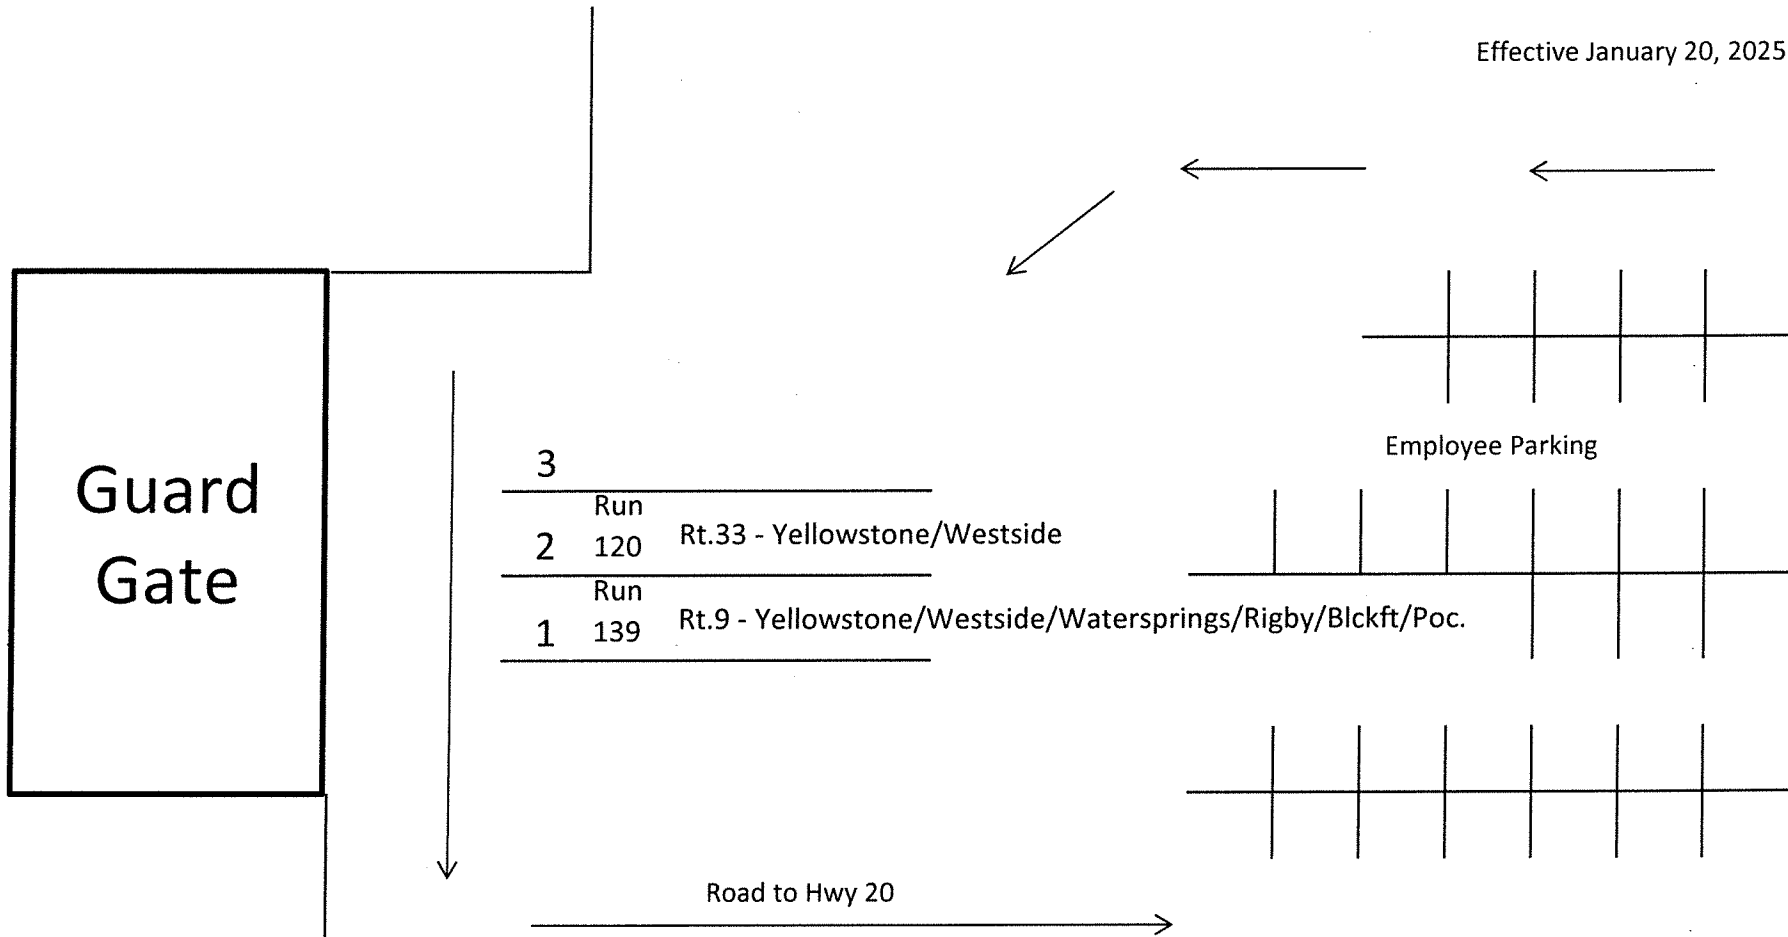 Effective January 20, 2025
Employee Parking
Guard
Gate
3
Run
2 120 Rt.33 - Yellowstone/Westside
Run
1 139 Rt.9 - Yellowstone/Westside/Watersprings/Rigby/Blckft/Poc.
Road to Hwy 20